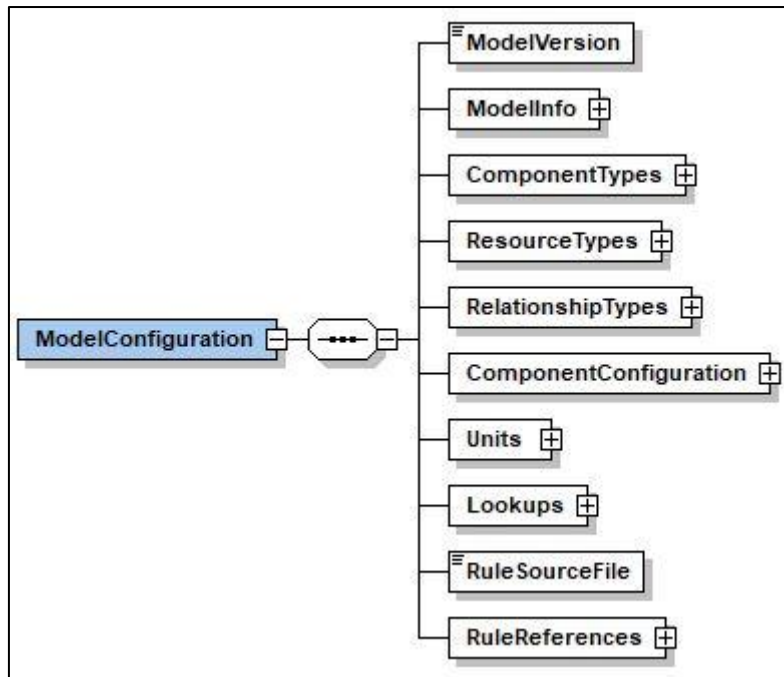 ModelVersion
ModelInfo
ComponentTypes
ResourceTypes
RelationshipTypes
ModelConfiguration
ComponentConfiguration
Units
Lookups
RuleSourceFile
RuleReferences